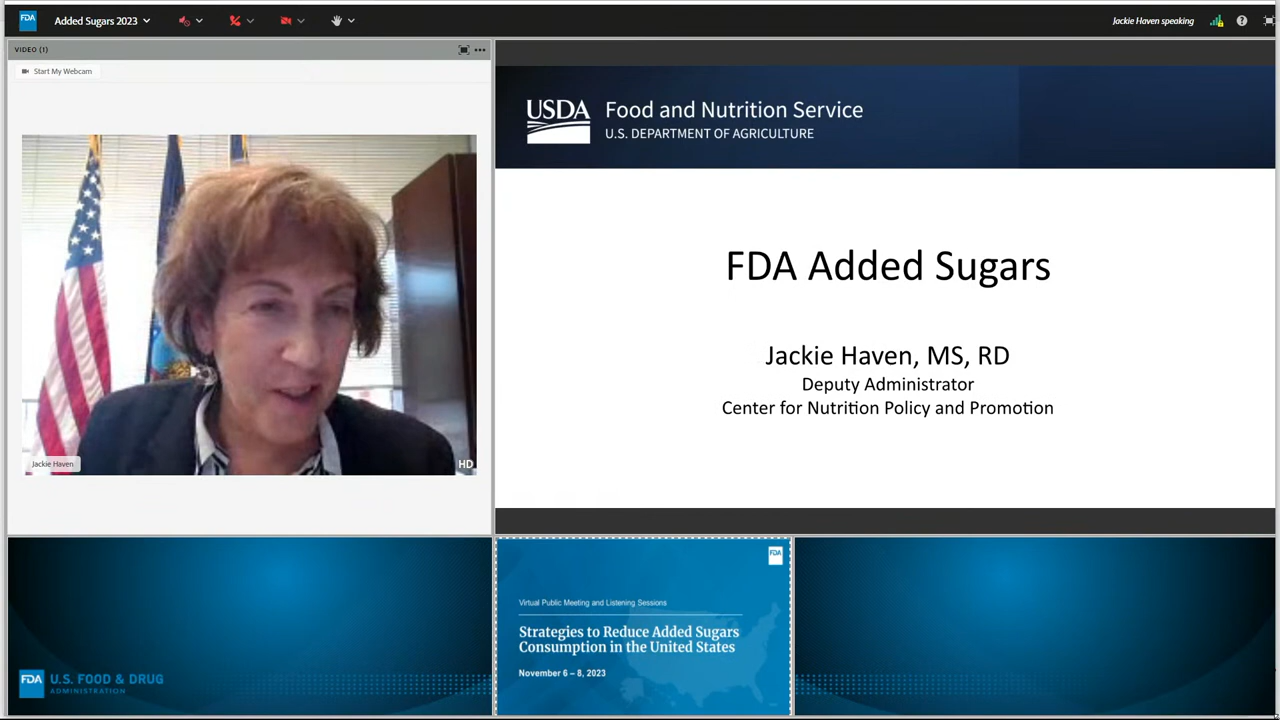 FDA
Added Sugars 2023
Jackie Haven speaking
VIDEO (1)
Start My Webcam
Jackie Haven
HD
USDA
Food and Nutrition Service
U.S. DEPARTMENT OF AGRICULTURE
FDA Added Sugars
Jackie Haven, MS, RD
Deputy Administrator
Center for Nutrition Policy and Promotion
FDA
U.S. FOOD & DRUG
ADMINISTRATION
FDA
Virtual Public Meeting and Listening Sessions
Strategies to Reduce Added Sugars
Consumption in the United States
November 6 – 8, 2023